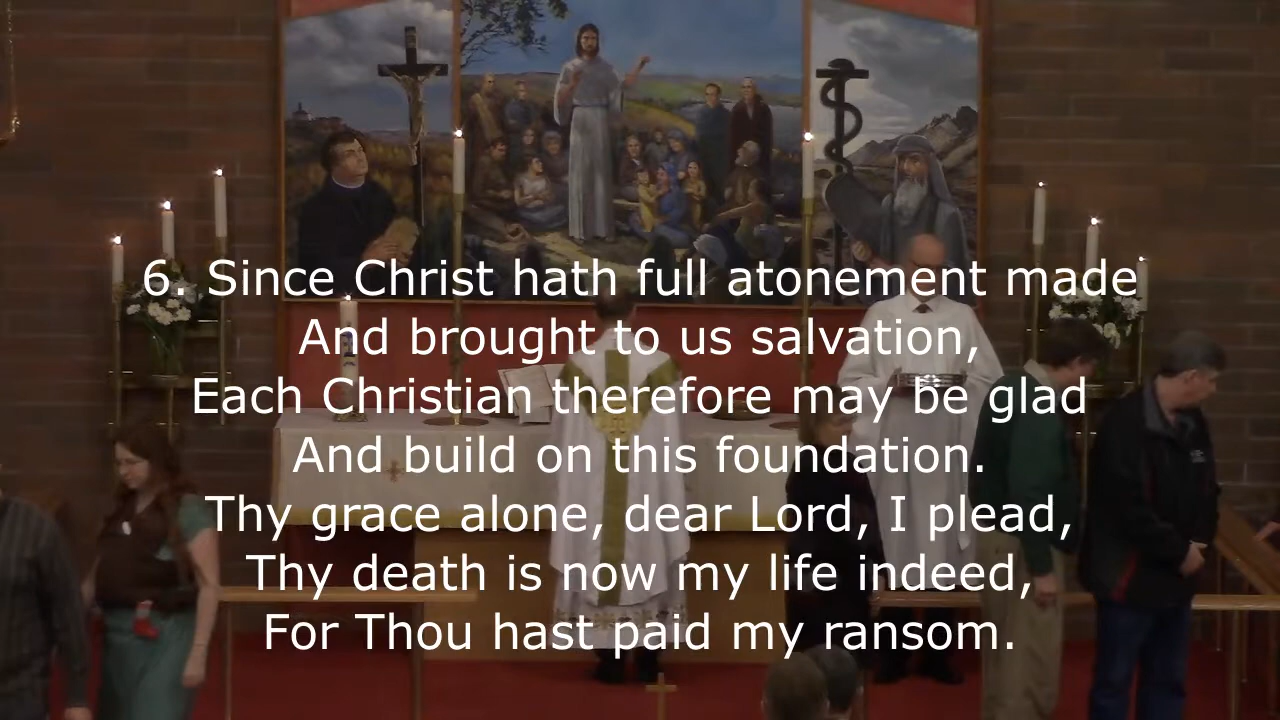 6. Since Christ hath full atonement made
And brought to us salvation,
Each Christian therefore may be glad
And build on this foundation.
Thy grace alone, dear Lord, I plead,
Thy death is now my life indeed,
For Thou hast paid my ransom.